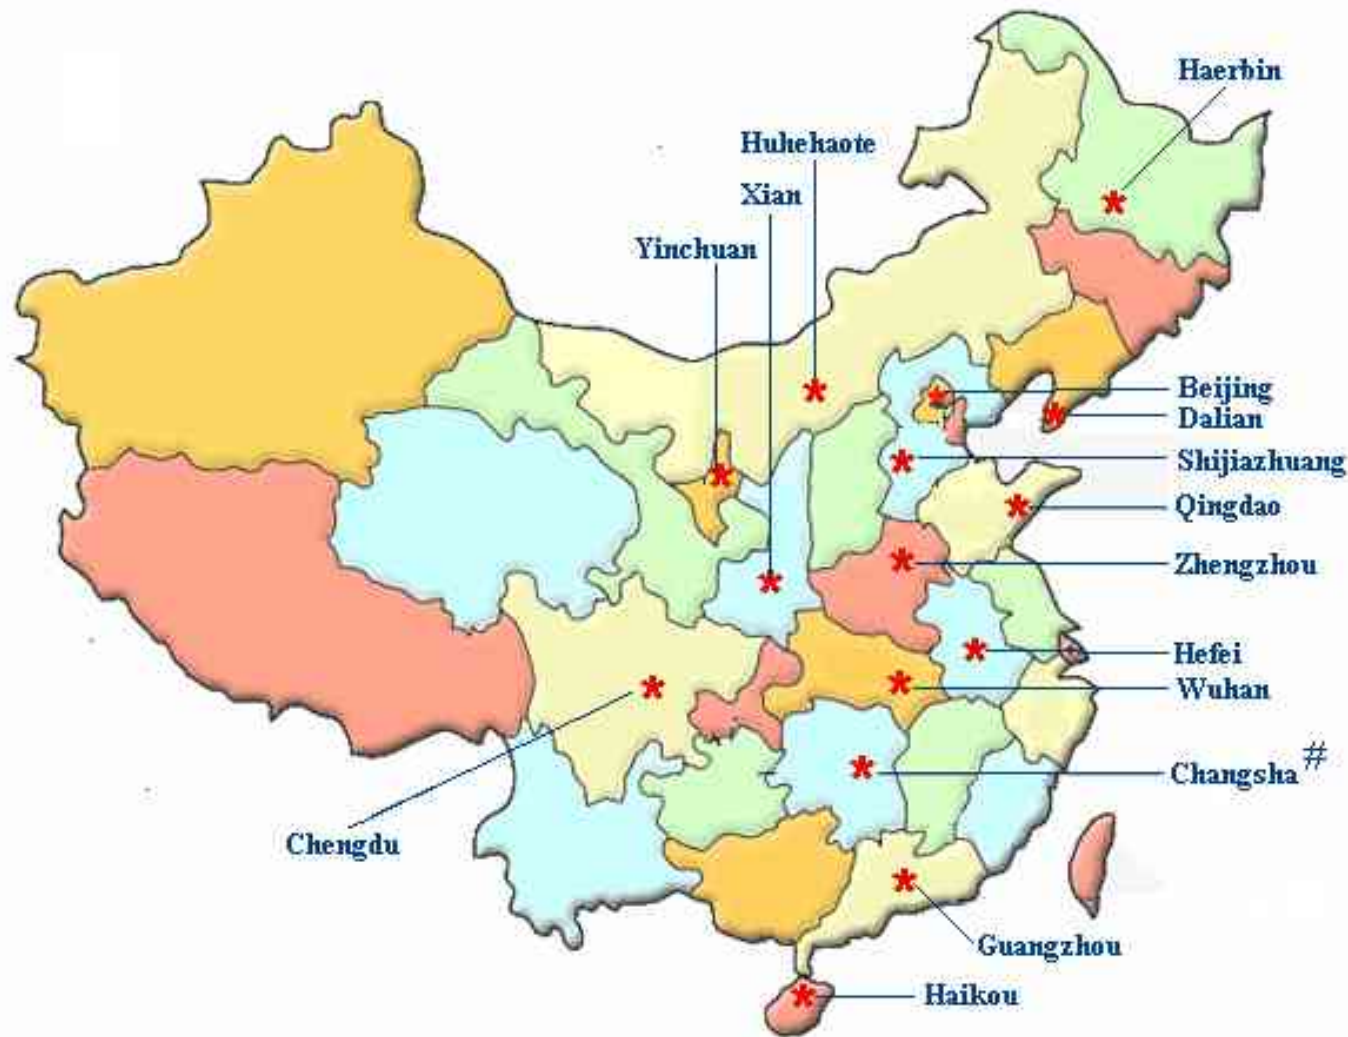 Haerbin
Huhehaote
Xian
Yinchuan
Beijing
Dalian
Shijiazhuang
Qingdao
Zhengzhou
Hefei
Wuhan
Changsha #
Chengdu
Guangzhou
Haikou